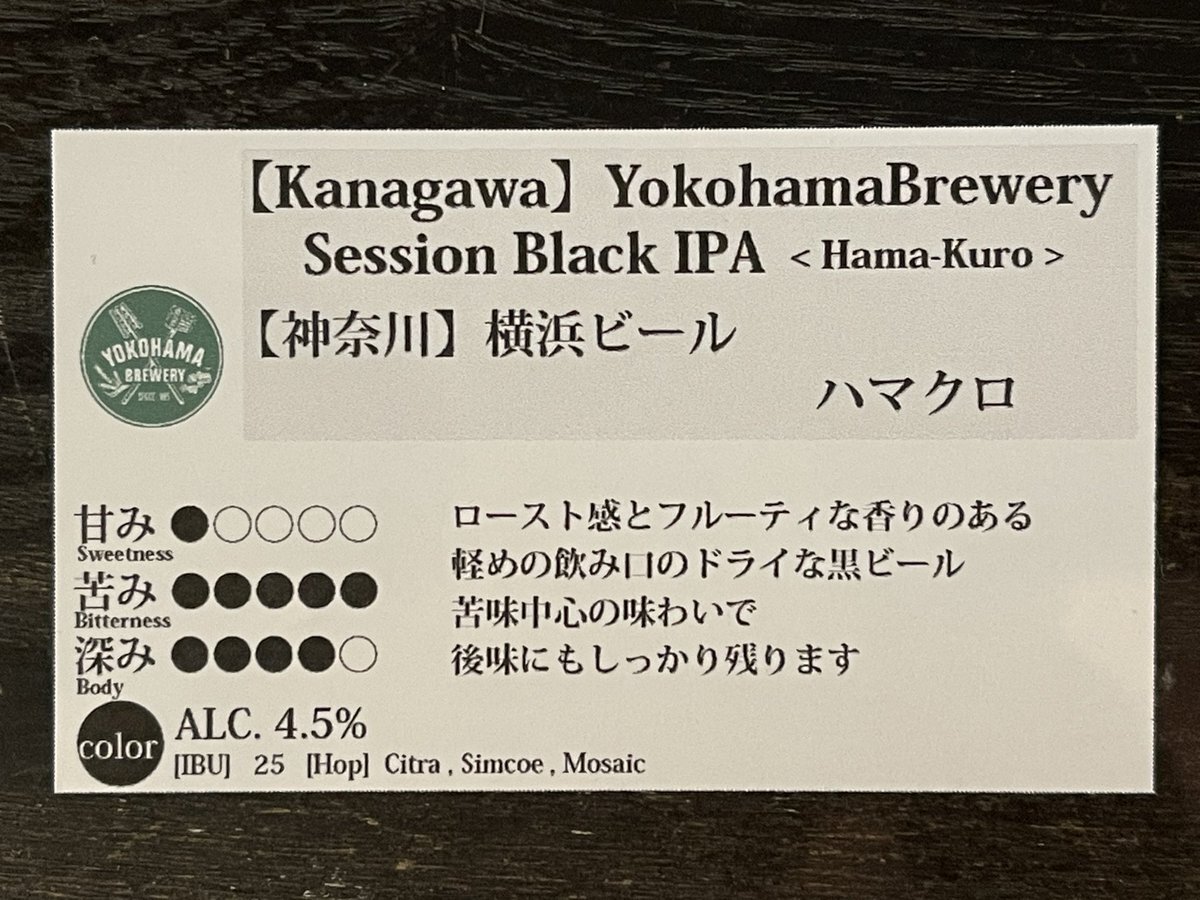 【Kanagawa】YokohamaBrewery
Session Black IPA < Hama-Kuro >
【神奈川】横浜ビール
ハマクロ
YOKOHAMA
BREWERY
甘み ●○○○○
Sweetness
苦み ●●●●●
Bitterness
深み ●●●●○
Body
ロースト感とフルーティな香りのある
軽めの飲み口のドライな黒ビール
苦味中心の味わいで
後味にもしっかり残ります
color
ALC. 4.5%
[IBU] 25 [Hop] Citra , Simcoe , Mosaic